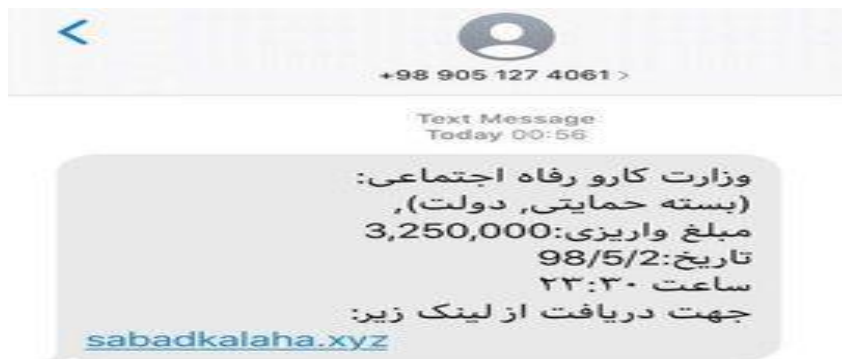 +98 905 127 4061 >
Text Message
Today 00:56
وزارت کارو رفاه اجتماعی:
(بسته حمایتی, دولت),
مبلغ واریزی:3,250,000
تاریخ:98/5/2
ساعت ۲۳:۳۰
جهت دریافت از لینک زیر:
sabadkalaha.xyz